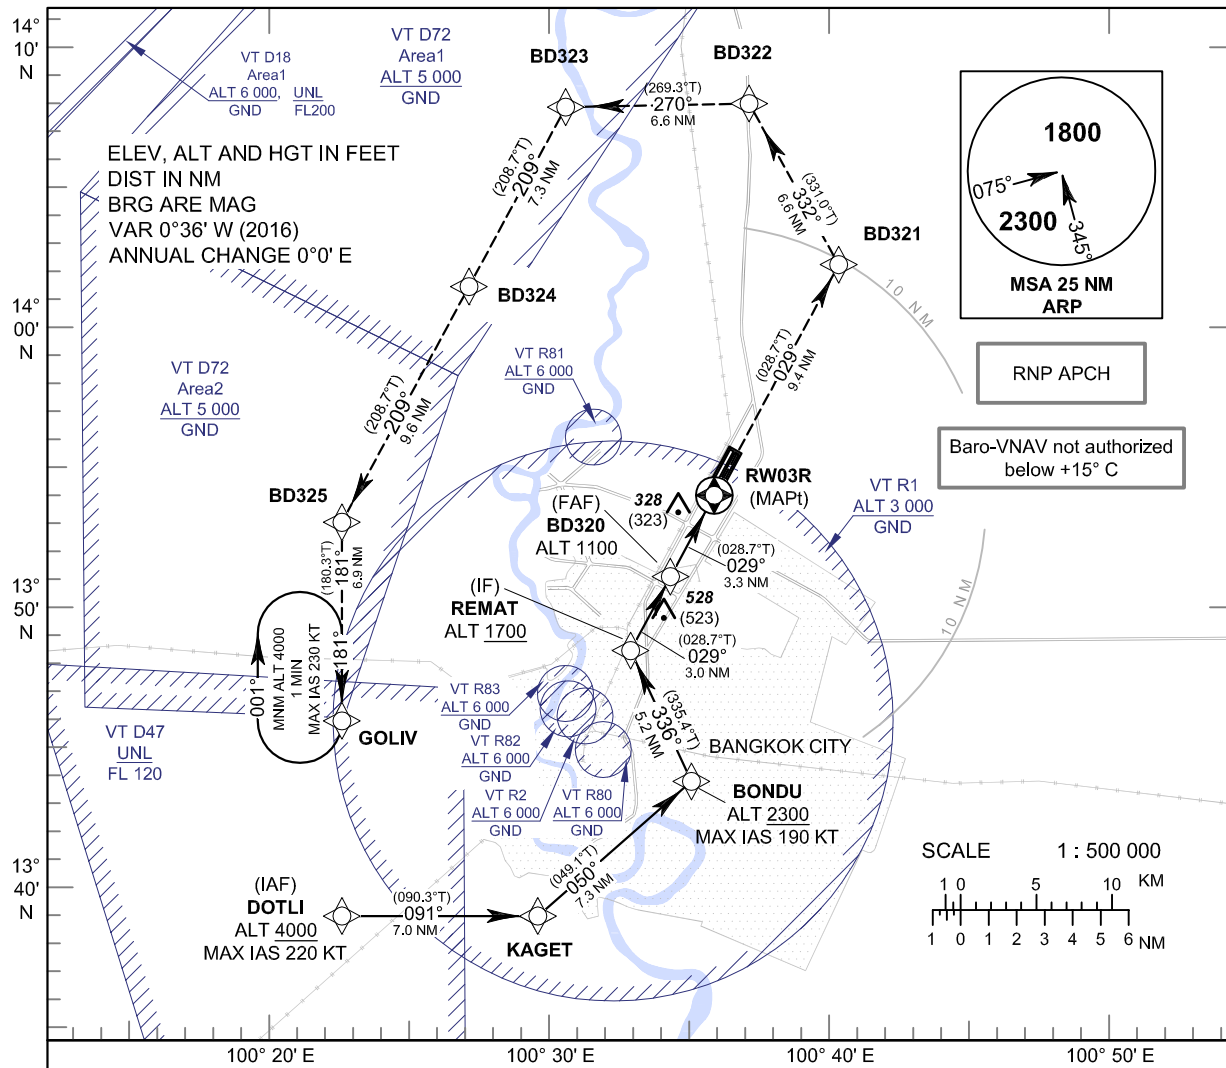 14°
10'
N
14°
00'
N
13°
50'
N
13°
40'
N
100° 20' E
100° 30' E
100° 40' E
100° 50' E
VT D18
Area1
ALT 6 000, UNL
GND FL200
VT D72
Area1
ALT 5 000
GND
ELEV, ALT AND HGT IN FEET
DIST IN NM
BRG ARE MAG
VAR 0°36' W (2016)
ANNUAL CHANGE 0°0' E
BD323
BD322
(269.3°T)
270°
6.6 NM
(208.7°T)
209°
7.3 NM
(331.0°T)
332°
6.6 NM
BD321
BD324
10 NM
1800
075°
2300
345°
MSA 25 NM
ARP
RNP APCH
Baro-VNAV not authorized
below +15° C
VT D72
Area2
ALT 5 000
GND
VT R81
ALT 6 000
GND
(028.7°T)
029°
9.4 NM
(208.7°T)
209°
9.6 NM
BD325
RW03R
(MAPt)
328
(323)
VT R1
ALT 3 000
GND
(FAF)
BD320
ALT 1100
(028.7°T)
029°
3.3 NM
(180.3°T)
181°
6.9 NM
(IF)
REMAT
ALT 1700
528
(523)
(028.7°T)
029°
3.0 NM
10 NM
001°
MNM ALT 4000
1 MIN
MAX IAS 230 KT
181°
GOLIV
VT D47
UNL
FL 120
VT R83
ALT 6 000
GND
VT R82
ALT 6 000
GND
VT R2
ALT 6 000
GND
VT R80
ALT 6 000
GND
(335.4°T)
336°
5.2 NM
BANGKOK CITY
BONDU
ALT 2300
MAX IAS 190 KT
(049.1°T)
050°
7.3 NM
(IAF)
DOTLI
ALT 4000
MAX IAS 220 KT
(090.3°T)
091°
7.0 NM
KAGET
SCALE 1 : 500 000
1 0 5 10 KM
1 0 1 2 3 4 5 6 NM